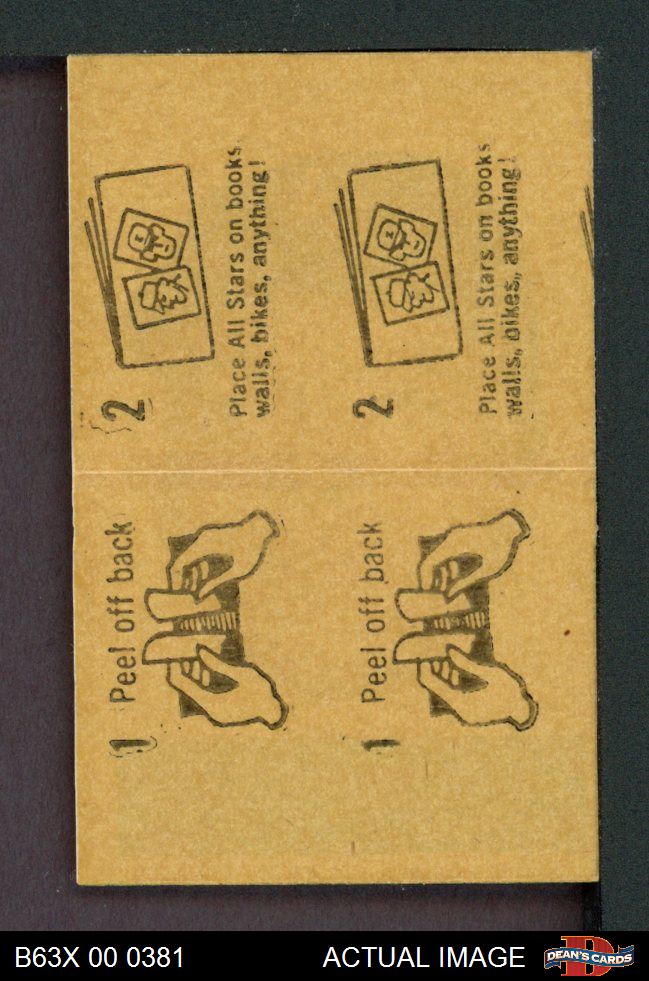 1 Peel off back
2
Place All Stars on books
walls, bikes, anything!
1 Peel off back
2
Place All Stars on books
walls, bikes, anything!
B63X 00 0381
ACTUAL IMAGE
DEAN'S CARDS